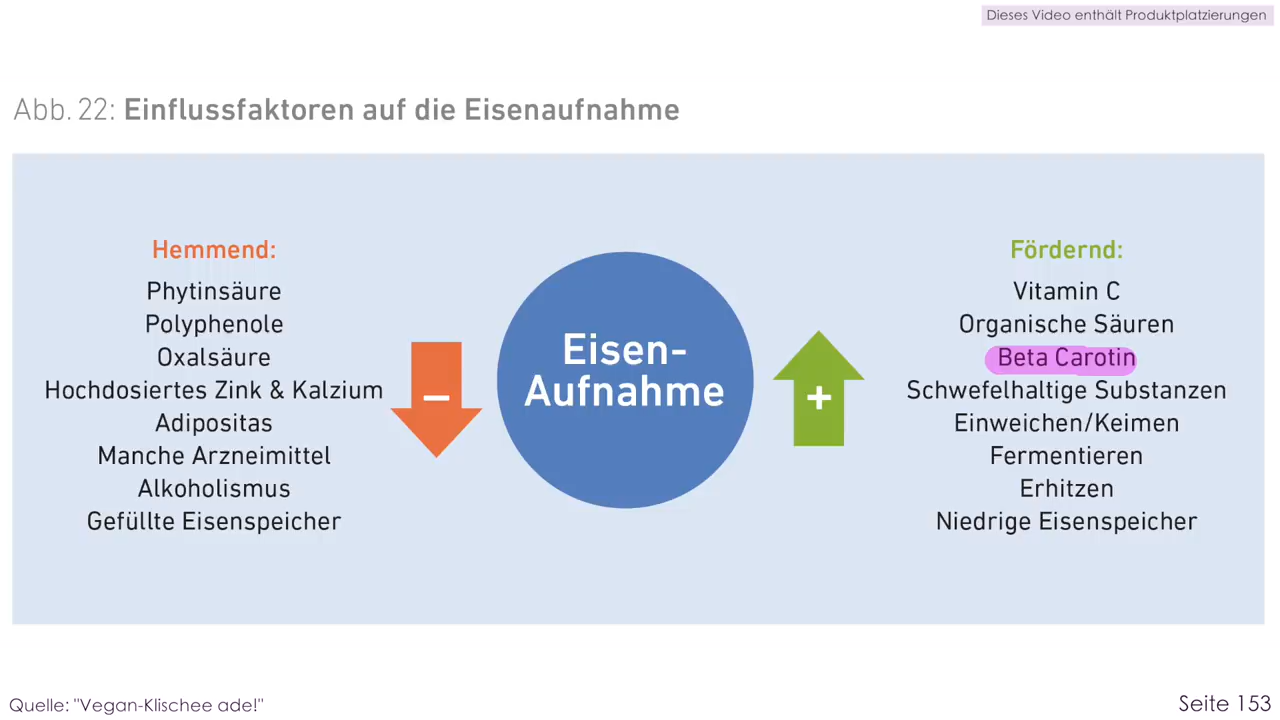 Dieses Video enthält Produktplatzierungen
Abb. 22: Einflussfaktoren auf die Eisenaufnahme
Hemmend:
Phytinsäure
Polyphenole
Oxalsäure
Hochdosiertes Zink & Kalzium
Adipositas
Manche Arzneimittel
Alkoholismus
Gefüllte Eisenspeicher
–
Eisen-
Aufnahme
+
Fördernd:
Vitamin C
Organische Säuren
Beta Carotin
Schwefelhaltige Substanzen
Einweichen/Keimen
Fermentieren
Erhitzen
Niedrige Eisenspeicher
Quelle: "Vegan-Klischee ade!"
Seite 153